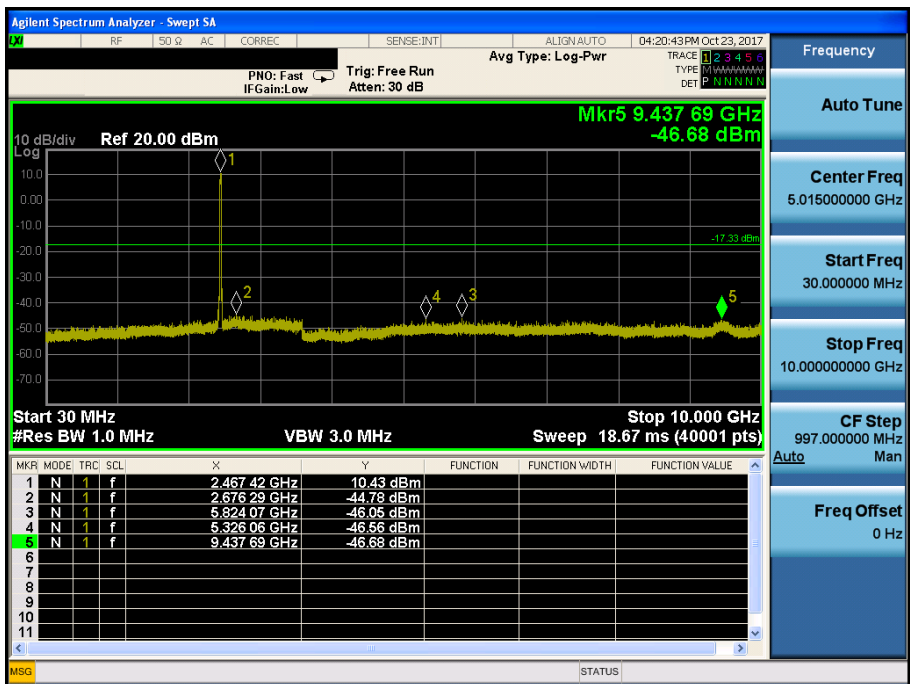 Agilent Spectrum Analyzer - Swept SA
LXI RF 50 Ω AC CORREC SENSE:INT ALIGN AUTO 04:20:43PM Oct 23, 2017
Frequency
PNO: Fast Trig: Free Run Avg Type: Log-Pwr TRACE 1 2 3 4 5 6
IFGain:Low Atten: 30 dB TYPE M WWWWW
DET P N N N N N
Auto Tune
Mkr5 9.437 69 GHz
-46.68 dBm
10 dB/div Ref 20.00 dBm
Log
1
10.0
0.00
-10.0
-20.0
-30.0
-40.0
-50.0
-60.0
-70.0
-17.33 dBm
2
4
3
5
Center Freq
5.015000000 GHz
Start Freq
30.000000 MHz
Stop Freq
10.000000000 GHz
Start 30 MHz Stop 10.000 GHz
#Res BW 1.0 MHz VBW 3.0 MHz Sweep 18.67 ms (40001 pts)
CF Step
997.000000 MHz
Auto Man
MKR MODE TRC SCL X Y FUNCTION FUNCTION WIDTH FUNCTION VALUE
1 N 1 f 2.467 42 GHz 10.43 dBm
2 N 1 f 2.676 29 GHz -44.78 dBm
3 N 1 f 5.824 07 GHz -46.05 dBm
4 N 1 f 5.326 06 GHz -46.56 dBm
5 N 1 f 9.437 69 GHz -46.68 dBm
6
7
8
9
10
11
Freq Offset
0 Hz
MSG STATUS